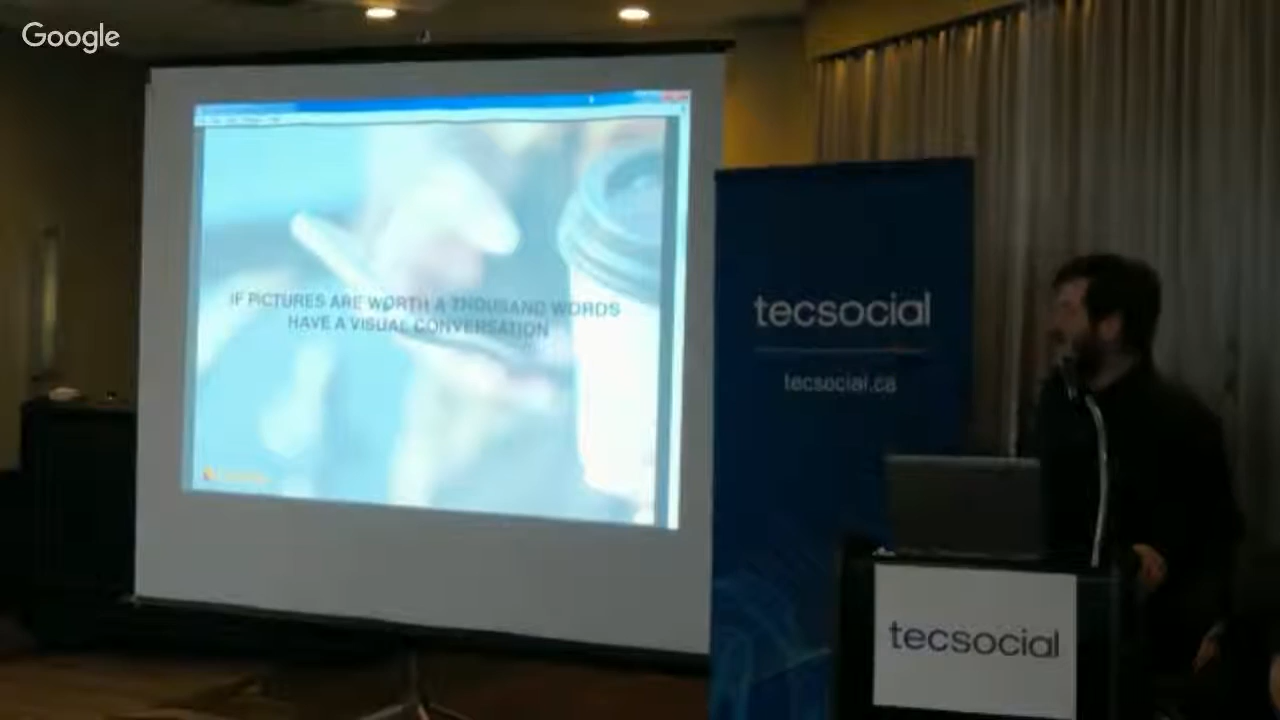 Google
IF PICTURES ARE WORTH A THOUSAND WORDS
HAVE A VISUAL CONVERSATION
tecsocial
tecsocial.ca
tecsocial